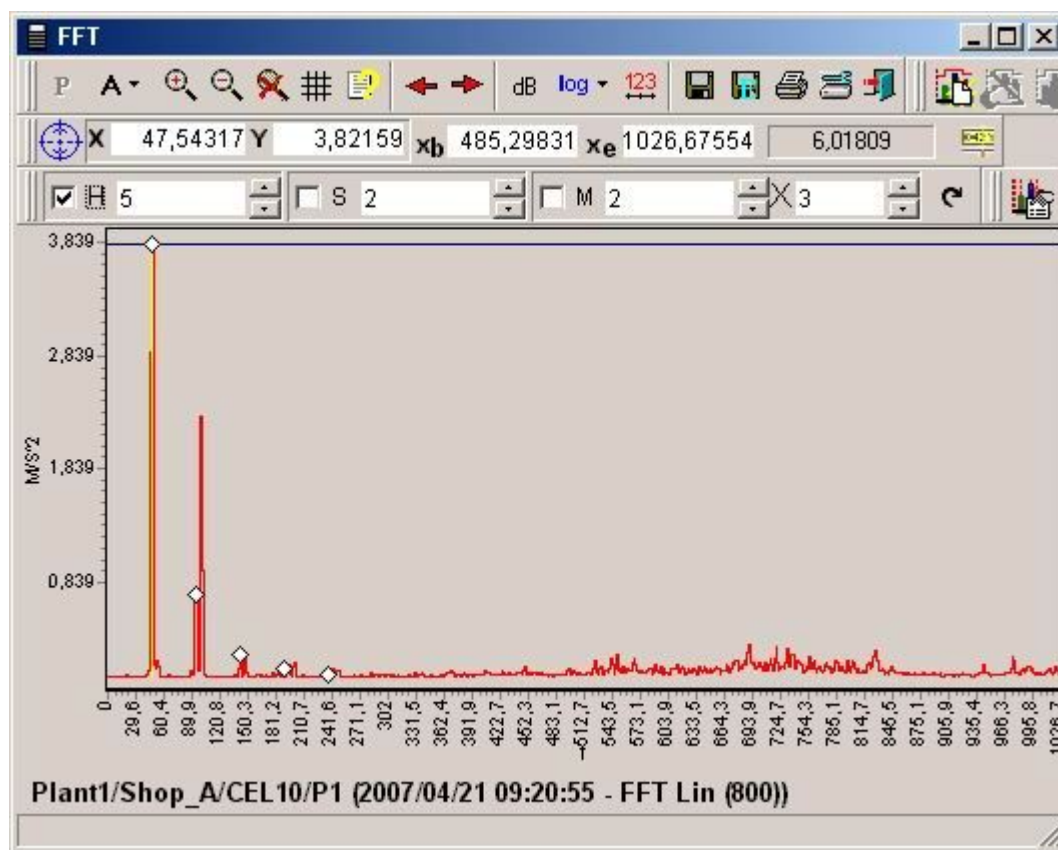 FFT
P A dB log 123
X 47,54317 Y 3,82159 xb 485,29831 xe 1026,67554 6,01809
H 5 S 2 M 2 X 3
3,839
2,839
1,839
0,839
M/S^2
0 29,6 60,4 89,9 120,8 150,3 181,2 210,7 241,6 271,1 302 331,5 362,4 391,9 422,7 452,3 483,1 512,7 543,5 573,1 603,9 633,5 664,3 693,9 724,7 754,3 785,1 814,7 845,5 875,1 905,9 935,4 966,3 995,8
Plant1/Shop_A/CEL10/P1 (2007/04/21 09:20:55 - FFT Lin (800))